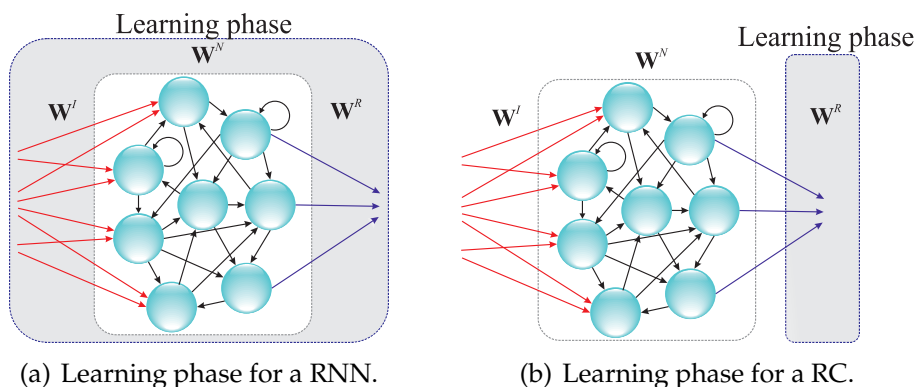 Learning phase
W^N
W^I
W^R
(a) Learning phase for a RNN.
Learning phase
W^N
W^I
W^R
(b) Learning phase for a RC.